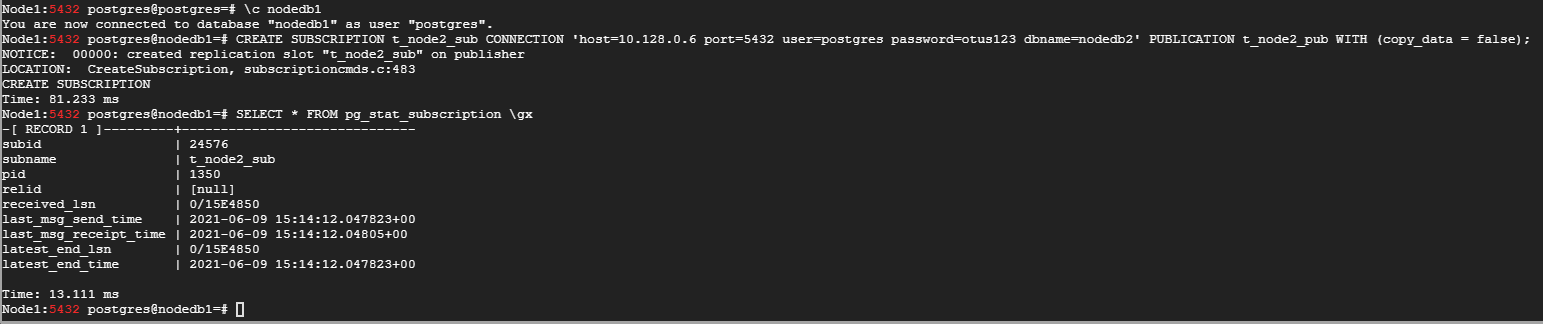 Node1:5432 postgres@postgres=# \c nodedb1
You are now connected to database "nodedb1" as user "postgres".
Node1:5432 postgres@nodedb1=# CREATE SUBSCRIPTION t_node2_sub CONNECTION 'host=10.128.0.6 port=5432 user=postgres password=otus123 dbname=nodedb2' PUBLICATION t_node2_pub WITH (copy_data = false);
NOTICE:  00000: created replication slot "t_node2_sub" on publisher
LOCATION:  CreateSubscription, subscriptioncmds.c:483
CREATE SUBSCRIPTION
Time: 81.233 ms
Node1:5432 postgres@nodedb1=# SELECT * FROM pg_stat_subscription \gx
-[ RECORD 1 ]---------+------------------------------
subid                 | 24576
subname               | t_node2_sub
pid                   | 1350
relid                 | [null]
received_lsn          | 0/15E4850
last_msg_send_time    | 2021-06-09 15:14:12.047823+00
last_msg_receipt_time | 2021-06-09 15:14:12.04805+00
latest_end_lsn        | 0/15E4850
latest_end_time       | 2021-06-09 15:14:12.047823+00
Time: 13.111 ms
Node1:5432 postgres@nodedb1=#